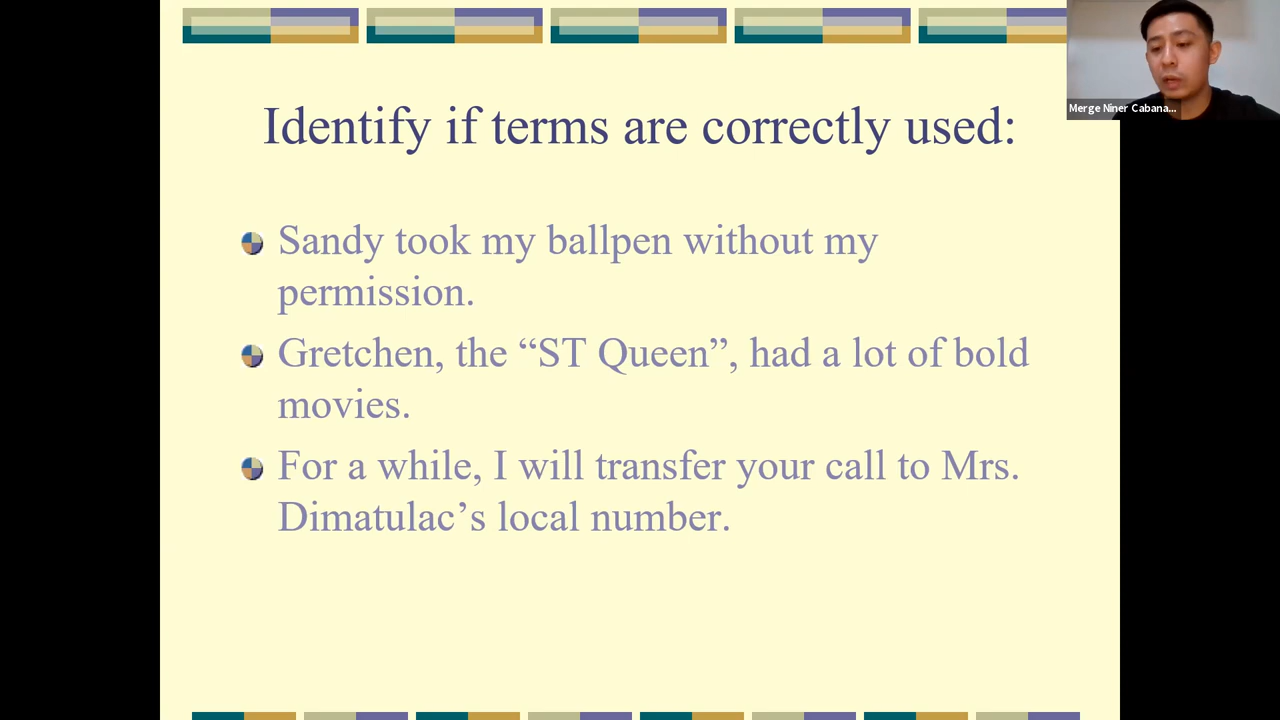 Merge Niner Cabana...
Identify if terms are correctly used:
Sandy took my ballpen without my
permission.
Gretchen, the “ST Queen”, had a lot of bold
movies.
For a while, I will transfer your call to Mrs.
Dimatulac’s local number.